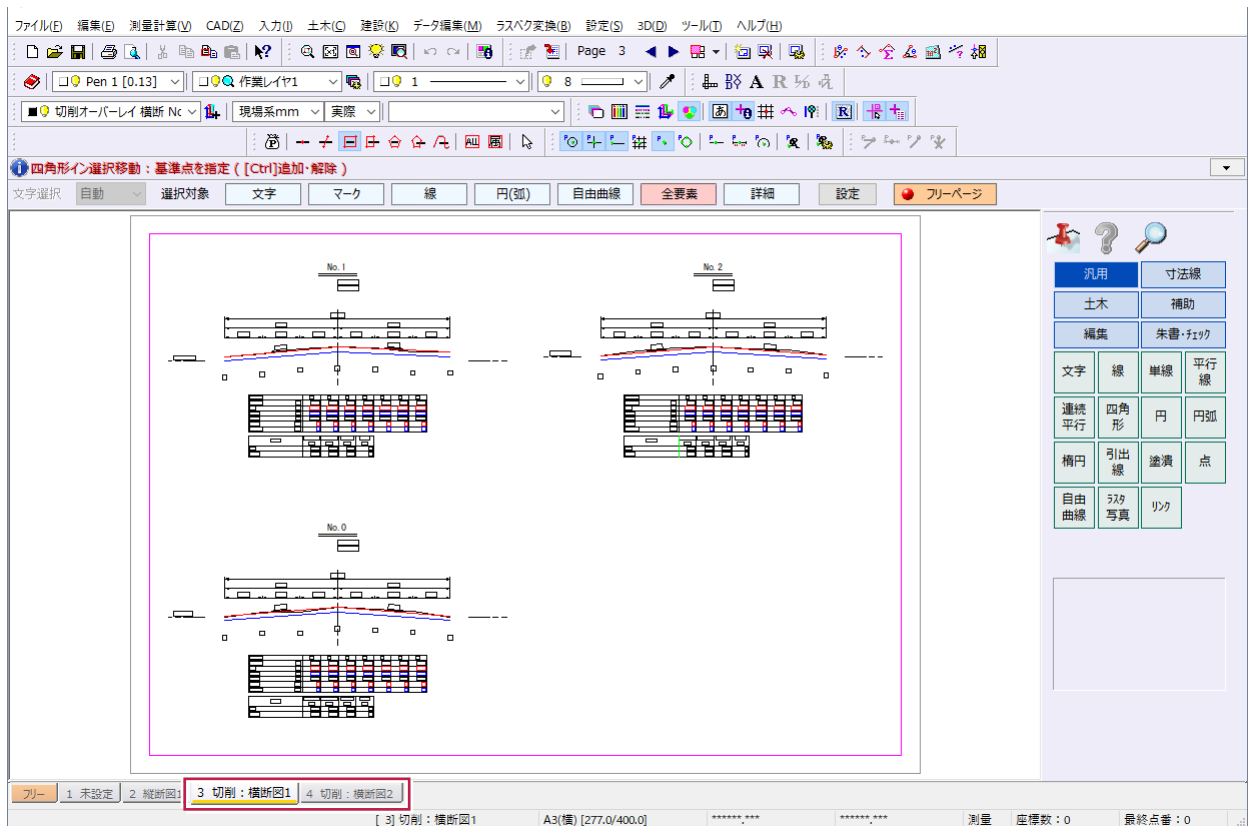 ファイル(F) 編集(E) 測量計算(V) CAD(Z) 入力(I) 土木(C) 建設(K) データ編集(M) ラスベク変換(B) 設定(S) 3D(D) ツール(T) ヘルプ(H)
Page 3
Pen 1 [0.13] 作業レイヤ1 1 8
切削オーバーレイ 横断 Nc 現場系mm 実際
四角形イン選択移動：基準点を指定 ( [Ctrl]追加･解除 )
文字選択 自動 選択対象 文字 マーク 線 円(弧) 自由曲線 全要素 詳細 設定 フリーページ
No. 1 No. 2
No. 0
汎用 寸法線
土木 補助
編集 朱書･ﾁｪｯｸ
文字 線 単線 平行線
連続平行 四角形 円 円弧
楕円 引出線 塗潰 点
自由曲線 ﾗｽﾀ写真 ﾘﾝｸ
フリー 1 未設定 2 縦断図1 3 切削：横断図1 4 切削：横断図2
[ 3] 切削：横断図1 A3(横) [277.0/400.0] ******.*** ******.*** 測量 座標数：0 最終点番：0